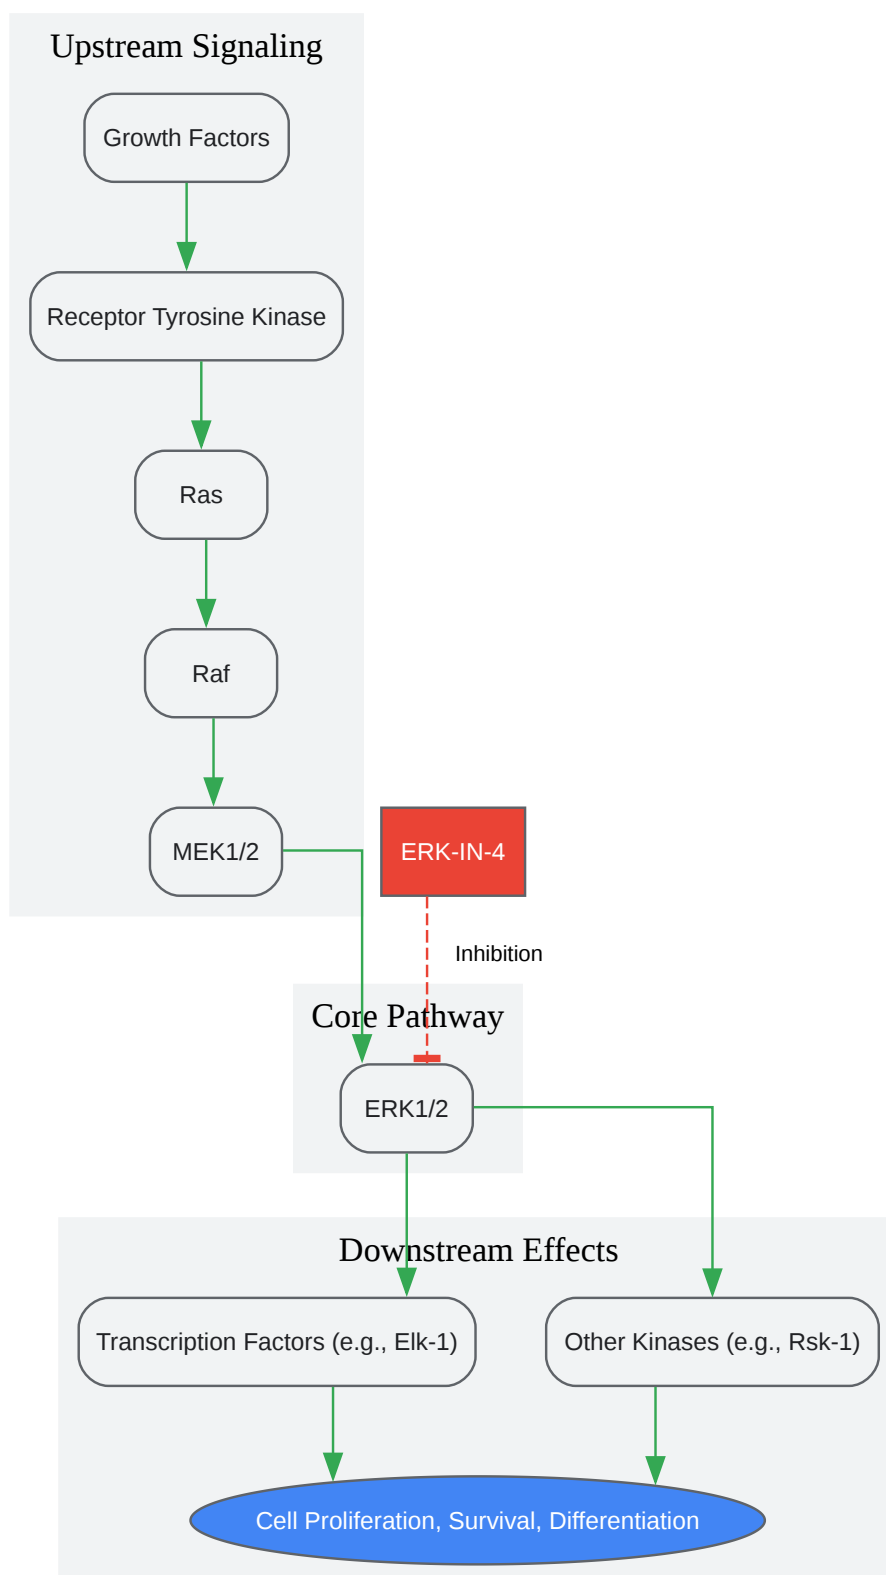 Upstream Signaling
Growth Factors
Receptor Tyrosine Kinase
Ras
Raf
MEK1/2
ERK-IN-4
Inhibition
Core Pathway
ERK1/2
Downstream Effects
Transcription Factors (e.g., Elk-1)
Other Kinases (e.g., Rsk-1)
Cell Proliferation, Survival, Differentiation